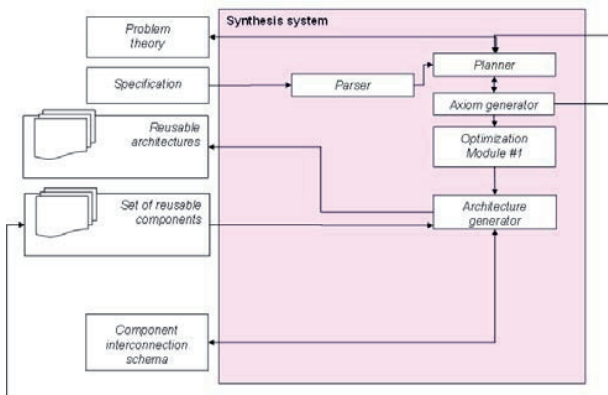 Synthesis system
Problem
theory
Planner
Specification
Parser
Axiom generator
Reusable
architectures
Optimization
Module #1
Set of reusable
components
Architecture
generator
Component
interconnection
schema